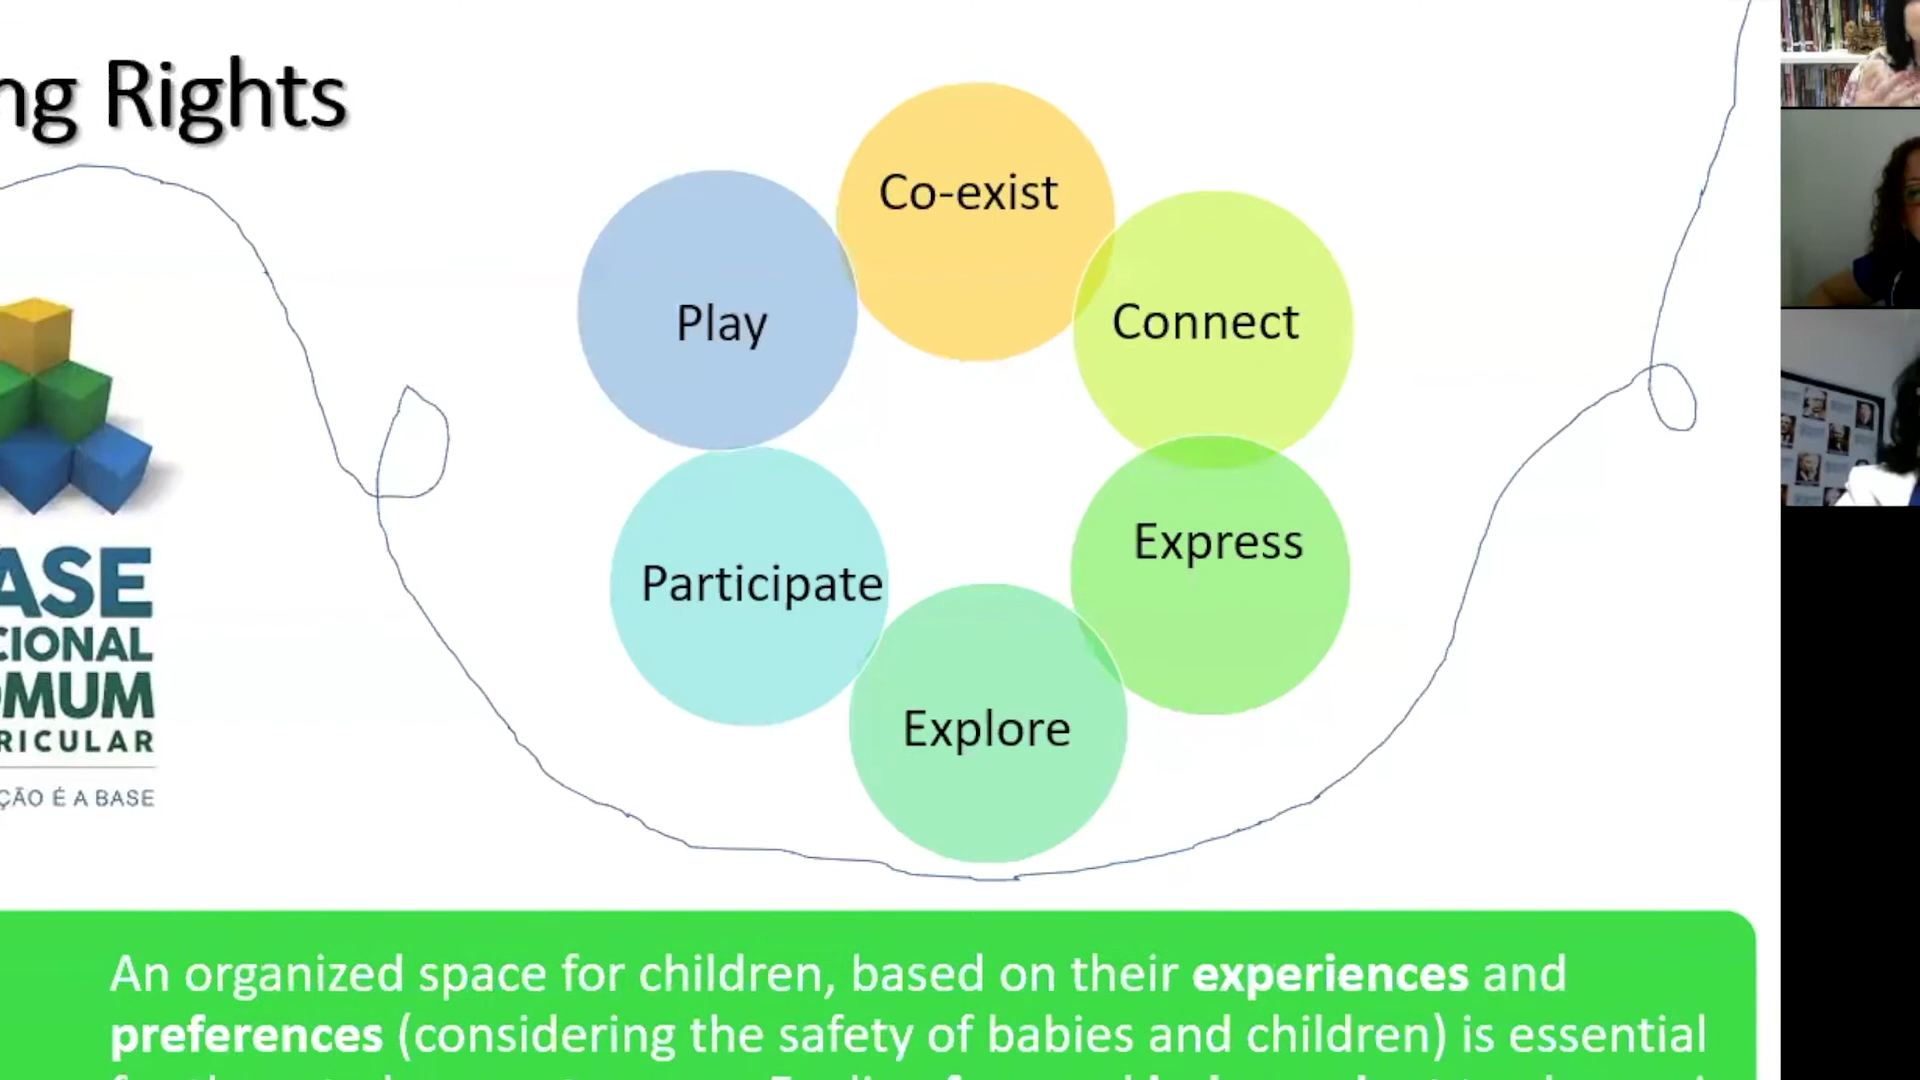 Rights
Co-exist
Play
Connect
Express
Participate
Explore
ASE
CIONAL
OMUM
RICULAR
ÇÃO É A BASE
An organized space for children, based on their experiences and
preferences (considering the safety of babies and children) is essential